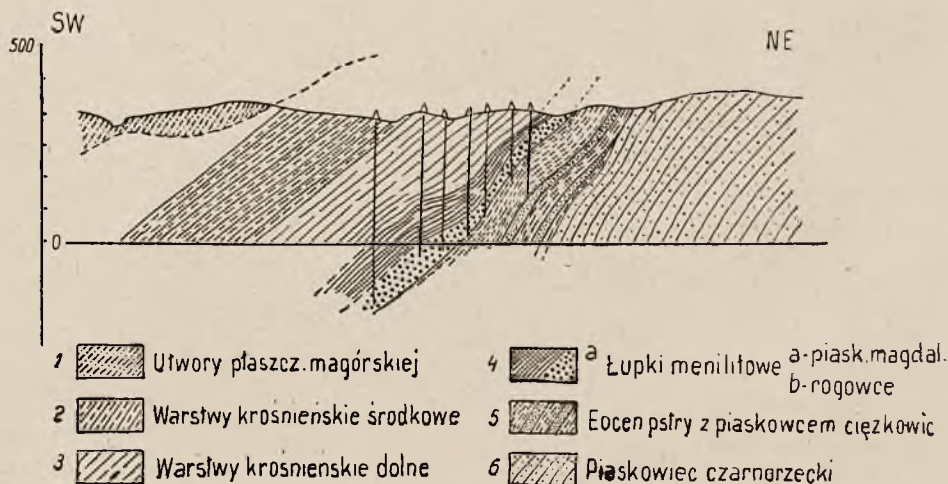 SW
NE
500
0
1 Utwory płaszcz. magórskiej
2 Warstwy krośnieńskie środkowe
3 Warstwy krośnieńskie dolne
4 a Łupki menilitowe a-piask. magdal.
b-rogowce
5 Eocen pstry z piaskowcem ciężkowic
6 Piaskowiec czarnorzecki